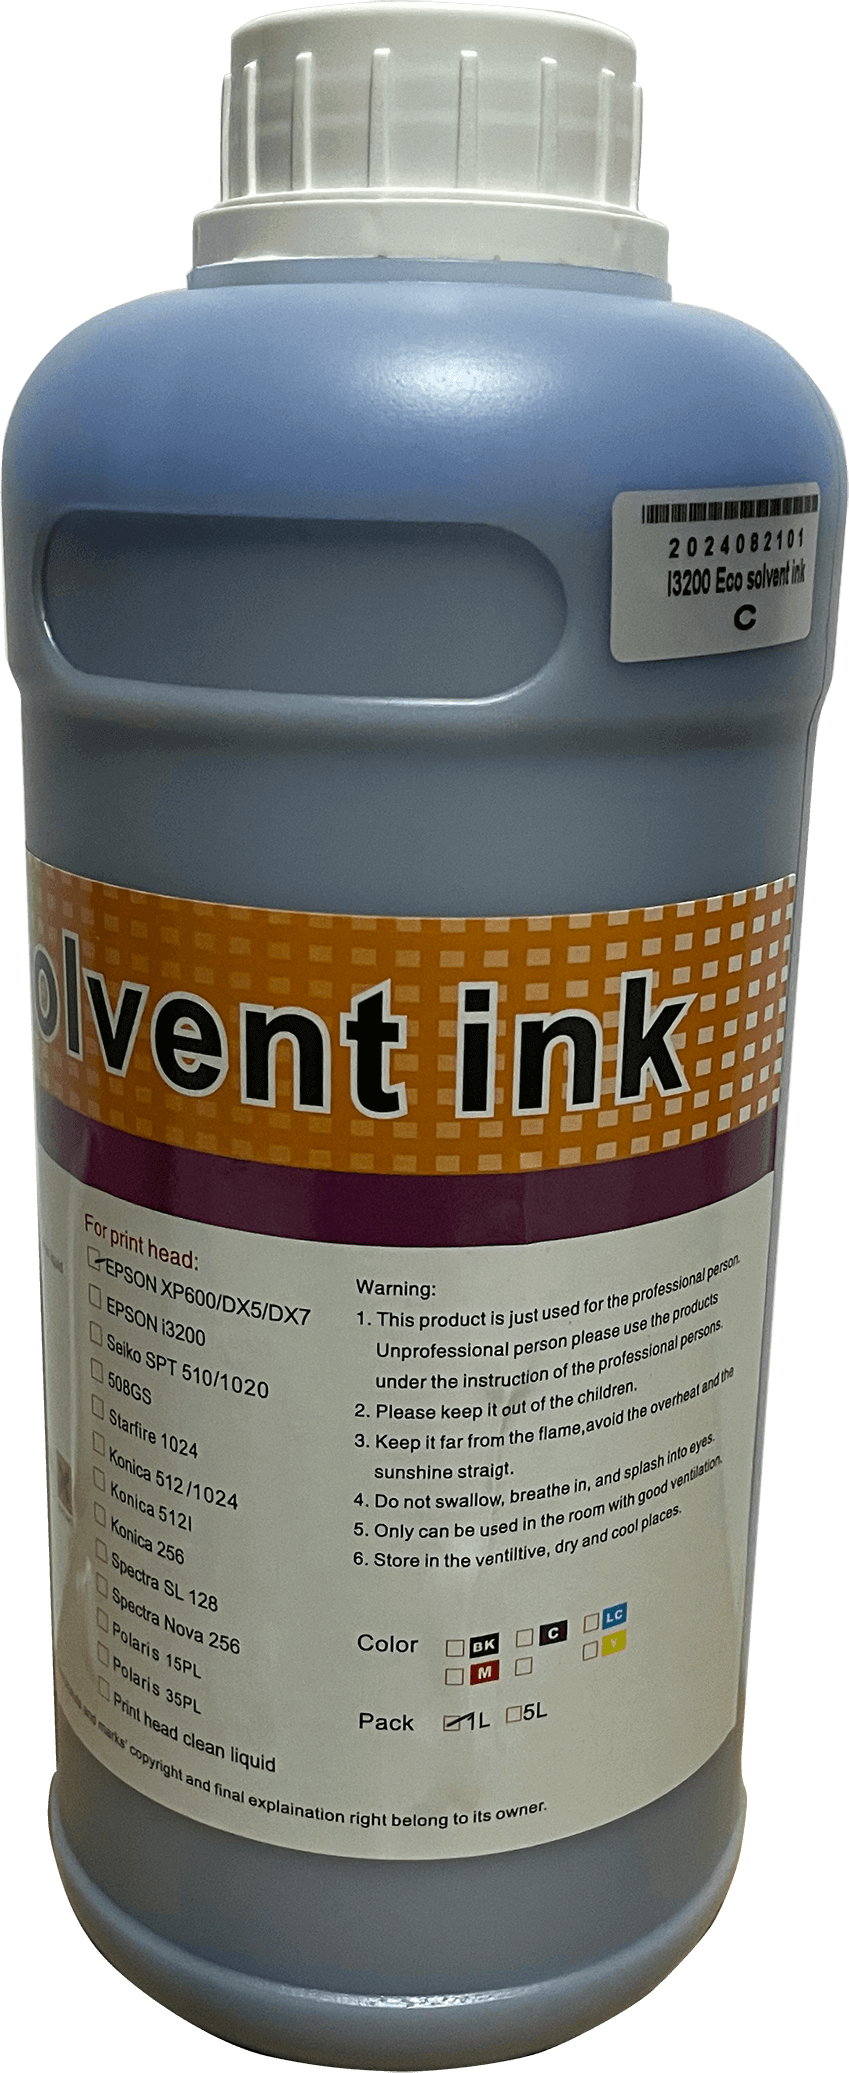 2024082101
I3200 Eco solvent ink
C
olvent ink
For print head:
EPSON XP600/DX5/DX7
EPSON i3200
Seiko SPT 510/1020
508GS
Starfire 1024
Konica 512/1024
Konica 512I
Konica 256
Spectra SL 128
Spectra Nova 256
Polaris 15PL
Polaris 35PL
Print head clean liquid
Warning:
1. This product is just used for the professional person.
Unprofessional person please use the products
under the instruction of the professional persons.
2. Please keep it out of the children.
3. Keep it far from the flame,avoid the overheat and the
sunshine straigt.
4. Do not swallow, breathe in, and splash into eyes.
5. Only can be used in the room with good ventilation.
6. Store in the ventiltive, dry and cool places.
Color BK C LC
M Y
Pack 1L 5L
and marks' copyright and final explaination right belong to its owner.